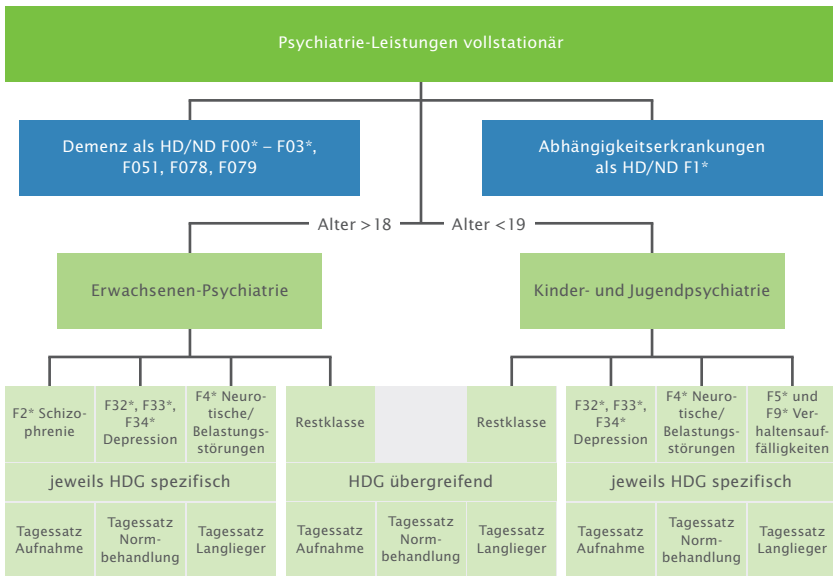 Psychiatrie-Leistungen vollstationär
Demenz als HD/ND F00* – F03*,
F051, F078, F079
Abhängigkeitserkrankungen
als HD/ND F1*
Alter >18
Alter <19
Erwachsenen-Psychiatrie
Kinder- und Jugendpsychiatrie
F2* Schizo-
phrenie
F32*, F33*,
F34*
Depression
F4* Neuro-
tische/
Belastungs-
störungen
Restklasse
Restklasse
F32*, F33*,
F34*
Depression
F4* Neuro-
tische/
Belastungs-
störungen
F5* und
F9* Ver-
haltensauf-
fälligkeiten
jeweils HDG spezifisch
HDG übergreifend
jeweils HDG spezifisch
Tagessatz
Aufnahme
Tagessatz
Norm-
behandlung
Tagessatz
Langlieger
Tagessatz
Aufnahme
Tagessatz
Norm-
behandlung
Tagessatz
Langlieger
Tagessatz
Aufnahme
Tagessatz
Norm-
behandlung
Tagessatz
Langlieger